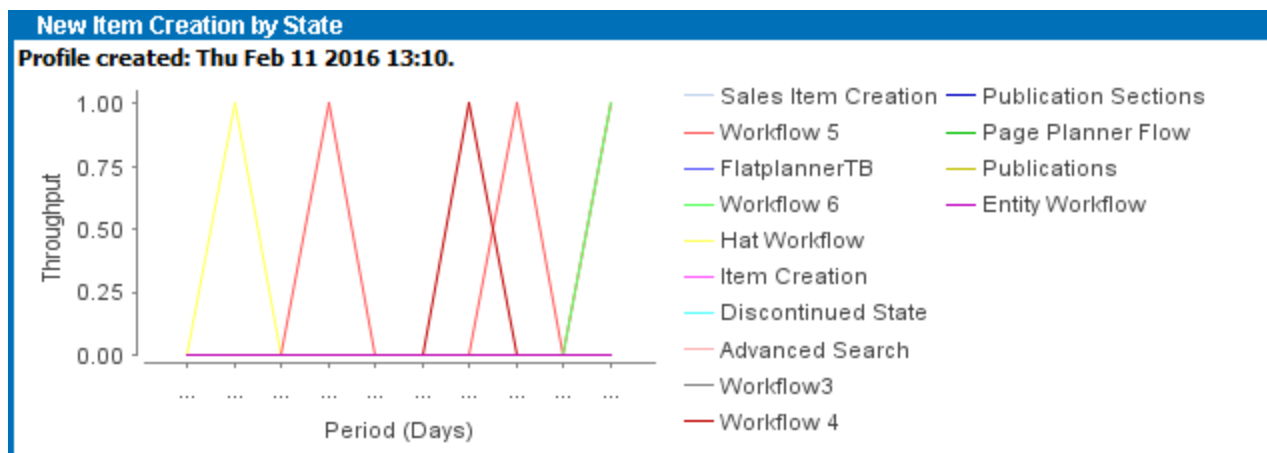 New Item Creation by State
Profile created: Thu Feb 11 2016 13:10.
1.00
0.75
0.50
0.25
0.00
Throughput
... ... ... ... ... ... ... ... ... ...
Period (Days)
Sales Item Creation
Workflow 5
FlatplannerTB
Workflow 6
Hat Workflow
Item Creation
Discontinued State
Advanced Search
Workflow3
Workflow 4
Publication Sections
Page Planner Flow
Publications
Entity Workflow